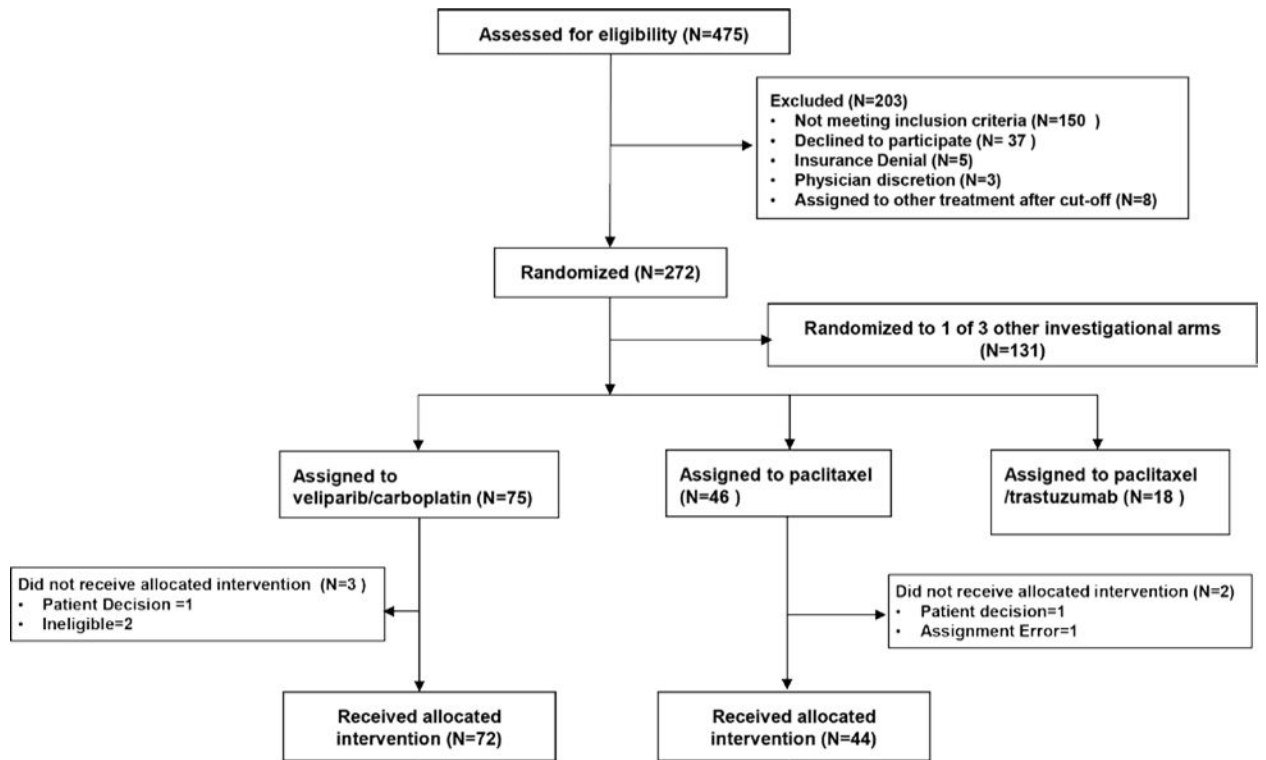 Assessed for eligibility (N=475)
Excluded (N=203)
• Not meeting inclusion criteria (N=150 )
• Declined to participate (N= 37 )
• Insurance Denial (N=5)
• Physician discretion (N=3)
• Assigned to other treatment after cut-off (N=8)
Randomized (N=272)
Randomized to 1 of 3 other investigational arms
(N=131)
Assigned to
veliparib/carboplatin (N=75)
Assigned to paclitaxel
(N=46 )
Assigned to paclitaxel
/trastuzumab (N=18 )
Did not receive allocated intervention (N=3 )
• Patient Decision =1
• Ineligible=2
Did not receive allocated intervention (N=2)
• Patient decision=1
• Assignment Error=1
Received allocated
intervention (N=72)
Received allocated
intervention (N=44)